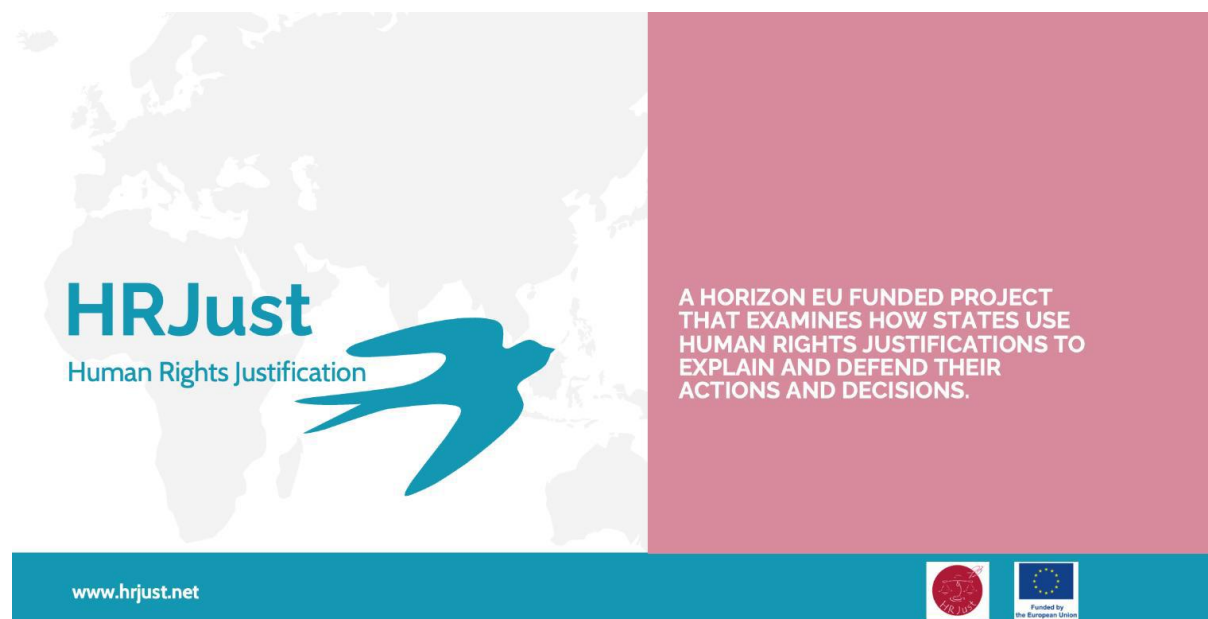 HRJust
Human Rights Justification
A HORIZON EU FUNDED PROJECT
THAT EXAMINES HOW STATES USE
HUMAN RIGHTS JUSTIFICATIONS TO
EXPLAIN AND DEFEND THEIR
ACTIONS AND DECISIONS.
www.hrjust.net
HRJust
Funded by
the European Union